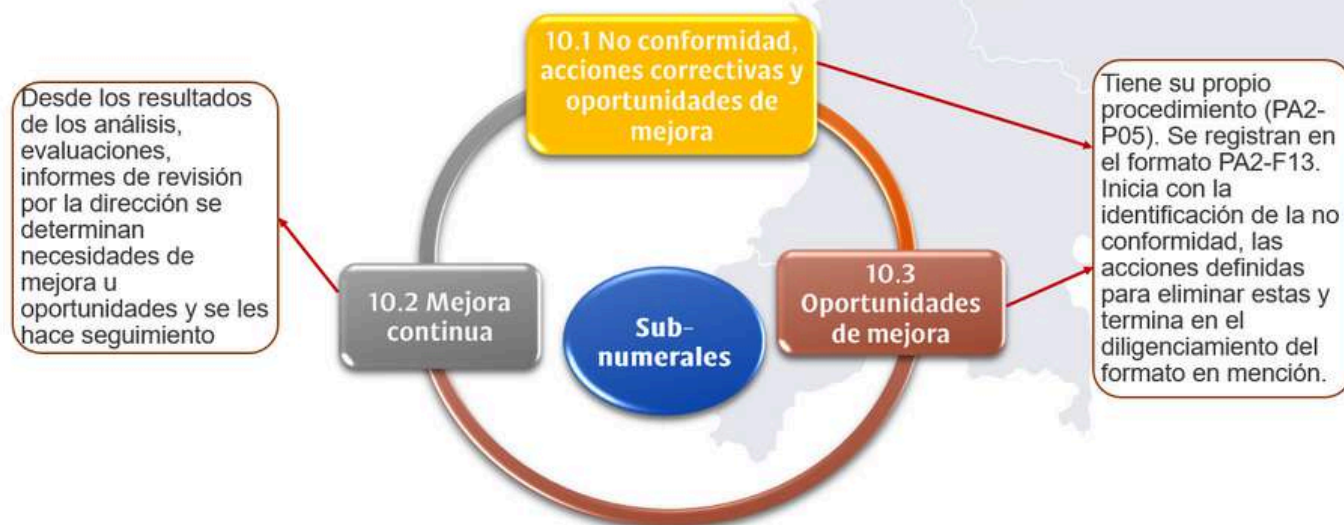 10.1 No conformidad,
acciones correctivas y
oportunidades de
mejora
Desde los resultados
de los análisis,
evaluaciones,
informes de revisión
por la dirección se
determinan
necesidades de
mejora u
oportunidades y se les
hace seguimiento
Tiene su propio
procedimiento (PA2-
P05). Se registran en
el formato PA2-F13.
Inicia con la
identificación de la no
conformidad, las
acciones definidas
para eliminar estas y
termina en el
diligenciamiento del
formato en mención.
10.2 Mejora
continua
Sub-
numerales
10.3
Oportunidades
de mejora